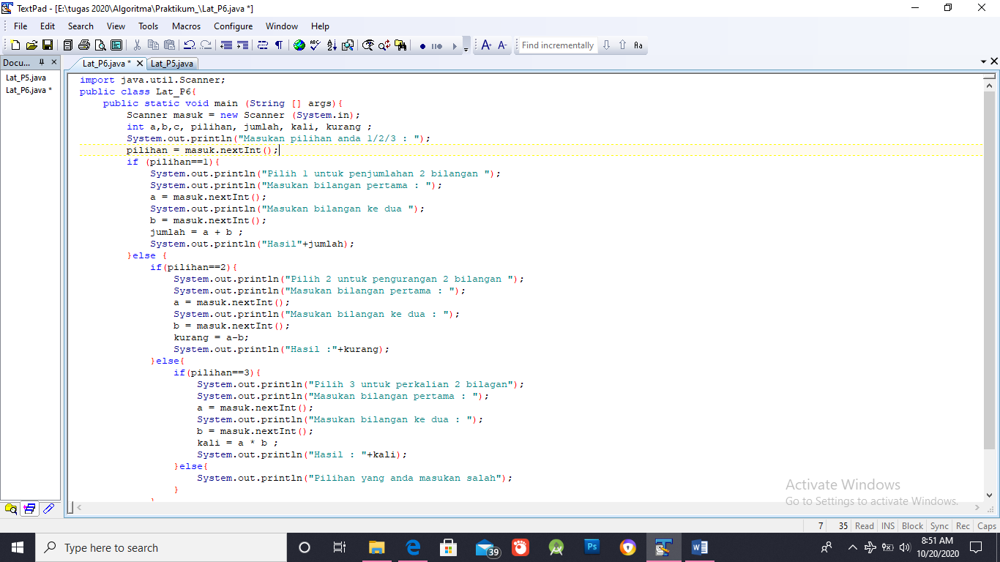 TextPad - [E:\tugas 2020\Algoritma\Praktikum_\Lat_P6.java *]
File Edit Search View Tools Macros Configure Window Help
Find incrementally Aa
Docu...
Lat_P6.java * Lat_P5.java
Lat_P5.java
Lat_P6.java *
import java.util.Scanner;
public class Lat_P6{
    public static void main (String [] args){
        Scanner masuk = new Scanner (System.in);
        int a,b,c, pilihan, jumlah, kali, kurang ;
        System.out.println("Masukan pilihan anda 1/2/3 : ");
        pilihan = masuk.nextInt();
        if (pilihan==1){
            System.out.println("Pilih 1 untuk penjumlahan 2 bilangan ");
            System.out.println("Masukan bilangan pertama : ");
            a = masuk.nextInt();
            System.out.println("Masukan bilangan ke dua ");
            b = masuk.nextInt();
            jumlah = a + b ;
            System.out.println("Hasil"+jumlah);
        }else {
            if(pilihan==2){
                System.out.println("Pilih 2 untuk pengurangan 2 bilangan ");
                System.out.println("Masukan bilangan pertama : ");
                a = masuk.nextInt();
                System.out.println("Masukan bilangan ke dua : ");
                b = masuk.nextInt();
                kurang = a-b;
                System.out.println("Hasil :"+kurang);
            }else{
                if(pilihan==3){
                    System.out.println("Pilih 3 untuk perkalian 2 bilagan");
                    System.out.println("Masukan bilangan pertama : ");
                    a = masuk.nextInt();
                    System.out.println("Masukan bilangan ke dua : ");
                    b = masuk.nextInt();
                    kali = a * b ;
                    System.out.println("Hasil : "+kali);
                }else{
                    System.out.println("Pilihan yang anda masukan salah");
                }
Activate Windows
Go to Settings to activate Windows.
7 35 Read INS Block Sync Rec Caps
Type here to search
39
Ps
8:51 AM
10/20/2020